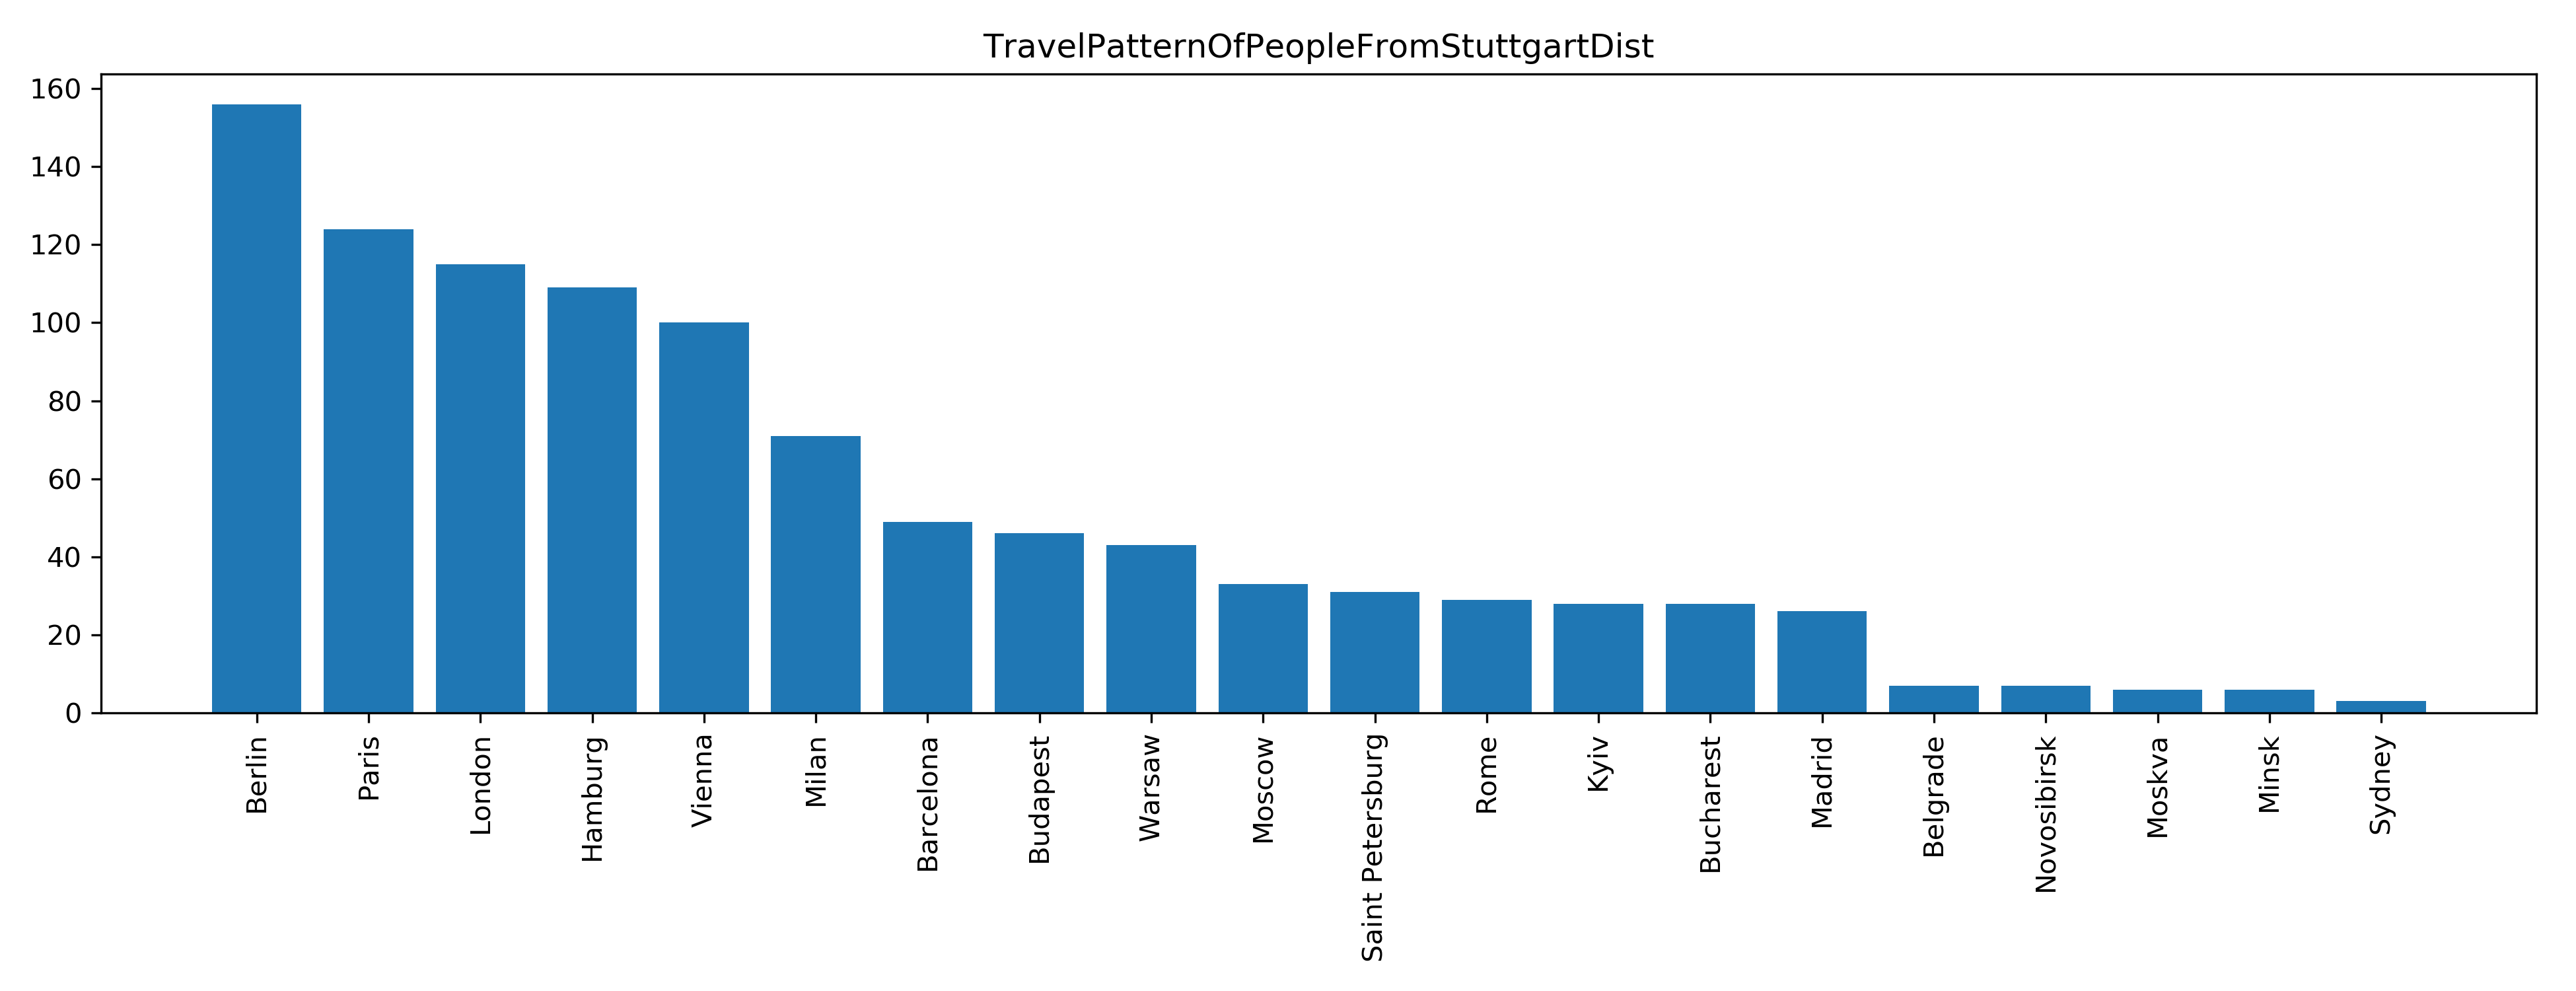 TravelPatternOfPeopleFromStuttgartDist
160
140
120
100
80
60
40
20
0
Berlin
Paris
London
Hamburg
Vienna
Milan
Barcelona
Budapest
Warsaw
Moscow
Saint Petersburg
Rome
Kyiv
Bucharest
Madrid
Belgrade
Novosibirsk
Moskva
Minsk
Sydney